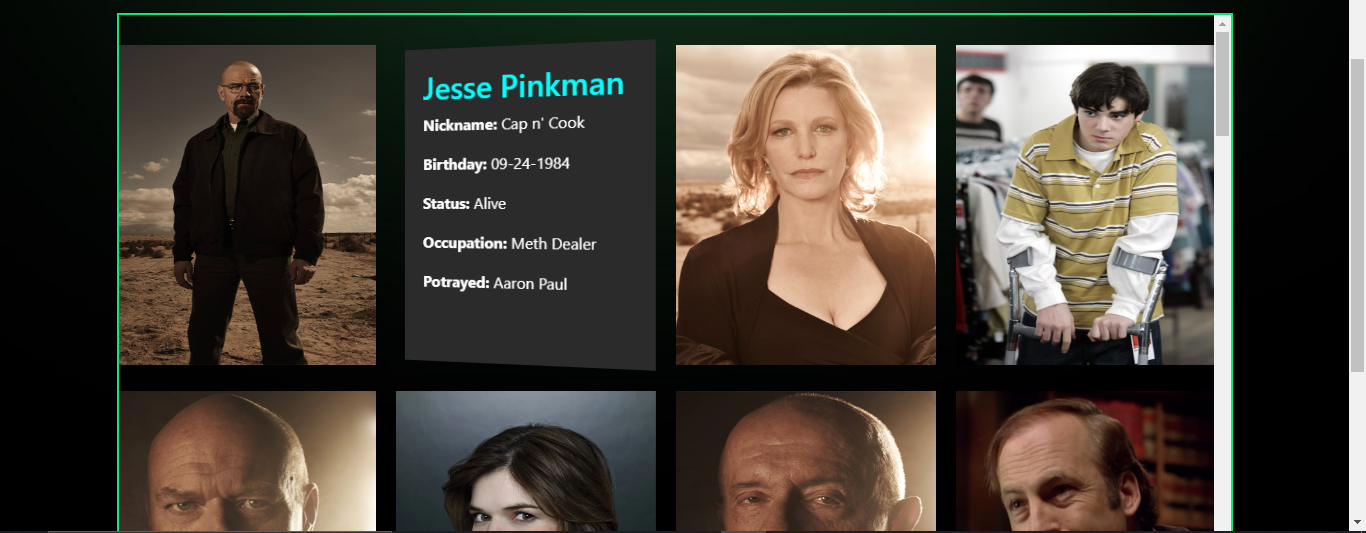 Jesse Pinkman
Nickname: Cap n' Cook
Birthday: 09-24-1984
Status: Alive
Occupation: Meth Dealer
Potrayed: Aaron Paul